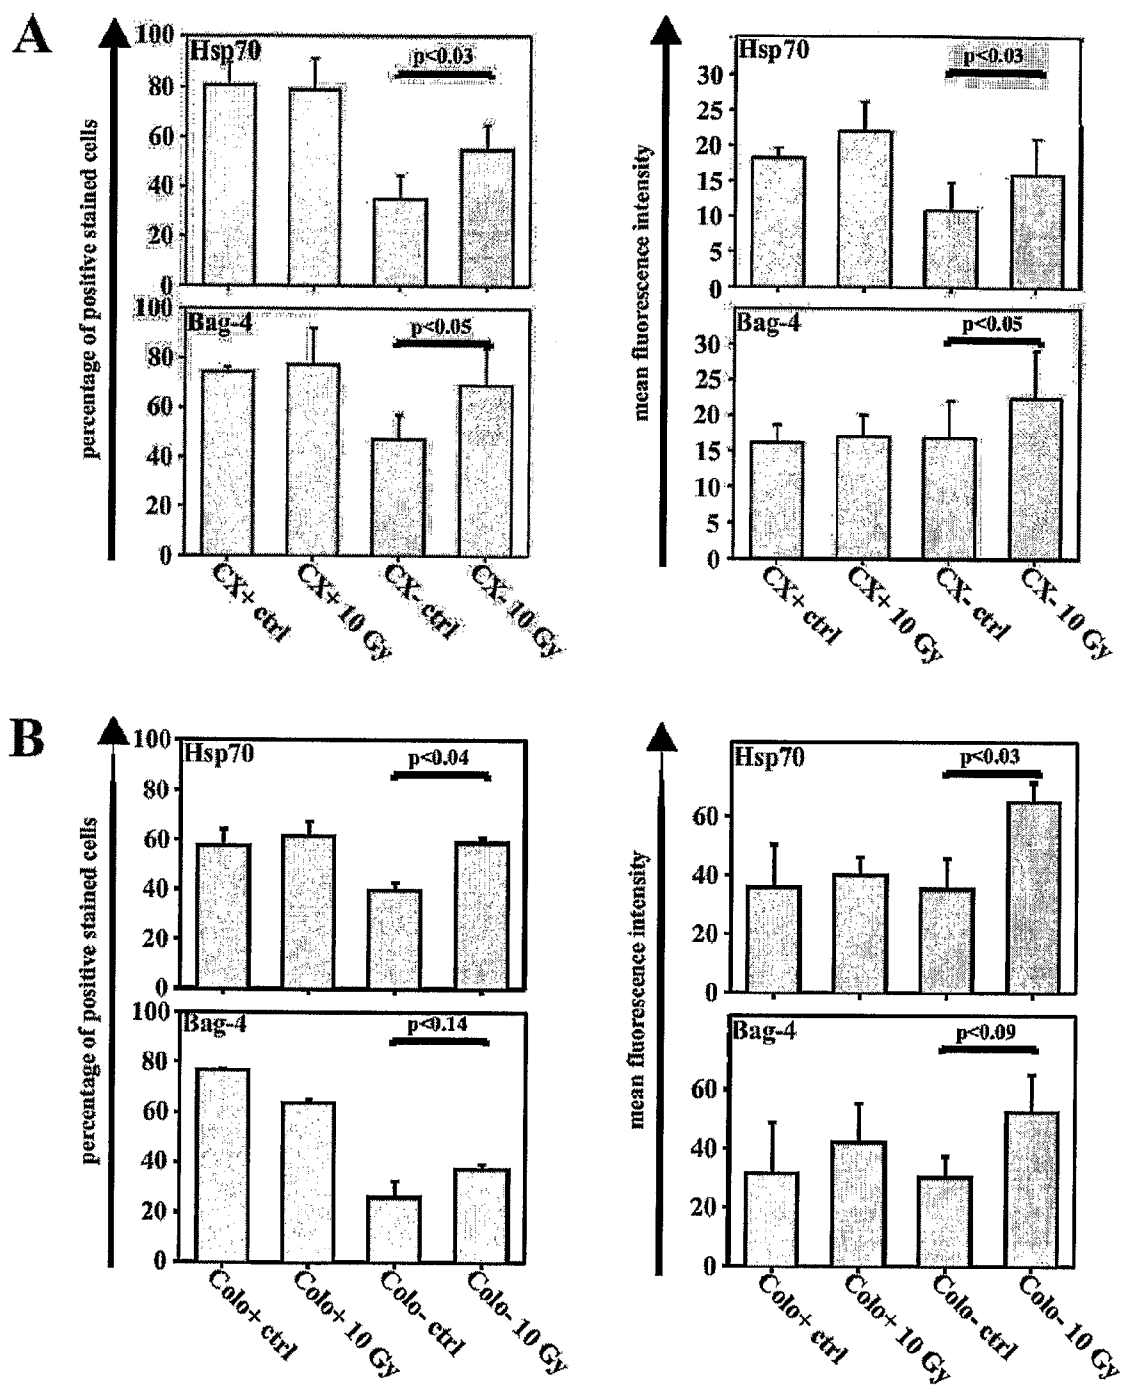 A
percentage of positive stained cells
100
80
60
40
20
0
Hsp70
p<0.03
100
80
60
40
20
0
Bag-4
p<0.05
CX+ ctrl
CX+ 10 Gy
CX- ctrl
CX- 10 Gy
mean fluorescence intensity
30
25
20
15
10
5
0
Hsp70
p<0.03
30
25
20
15
10
5
0
Bag-4
p<0.05
CX+ ctrl
CX+ 10 Gy
CX- ctrl
CX- 10 Gy
B
percentage of positive stained cells
100
80
60
40
20
0
Hsp70
p<0.04
100
80
60
40
20
0
Bag-4
p<0.14
Colo+ ctrl
Colo+ 10 Gy
Colo- ctrl
Colo- 10 Gy
mean fluorescence intensity
60
40
20
0
Hsp70
p<0.03
60
40
20
0
Bag-4
p<0.09
Colo+ ctrl
Colo+ 10 Gy
Colo- ctrl
Colo- 10 Gy